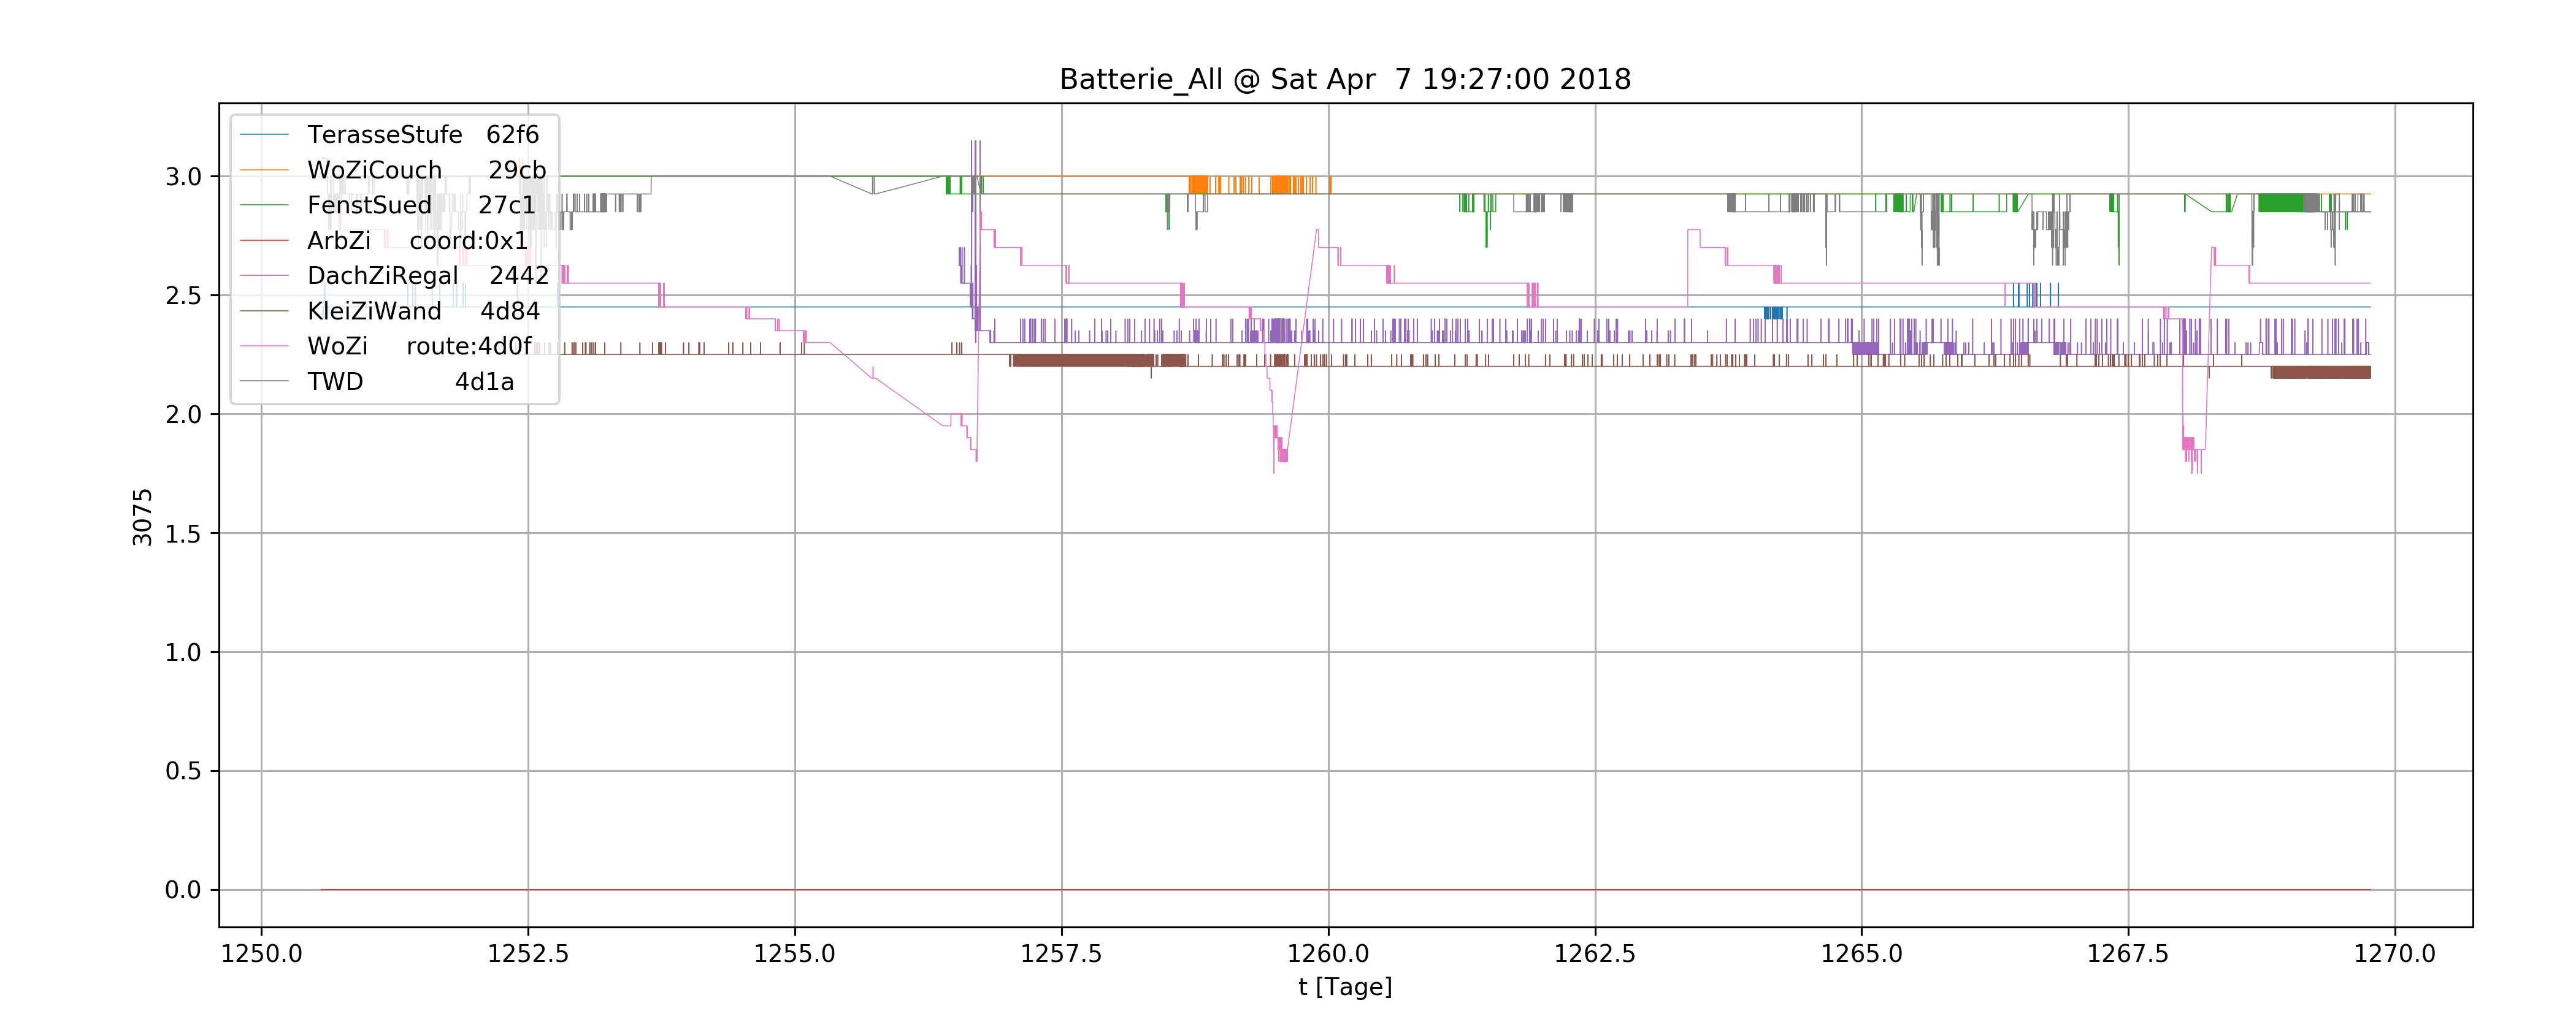 Batterie_All @ Sat Apr  7 19:27:00 2018
TerasseStufe   62f6
WoZiCouch      29cb
FenstSued      27c1
ArbZi     coord:0x1
DachZiRegal    2442
KleiZiWand     4d84
WoZi     route:4d0f
TWD            4d1a
3.0
2.5
2.0
1.5
1.0
0.5
0.0
3075
1250.0 1252.5 1255.0 1257.5 1260.0 1262.5 1265.0 1267.5 1270.0
t [Tage]